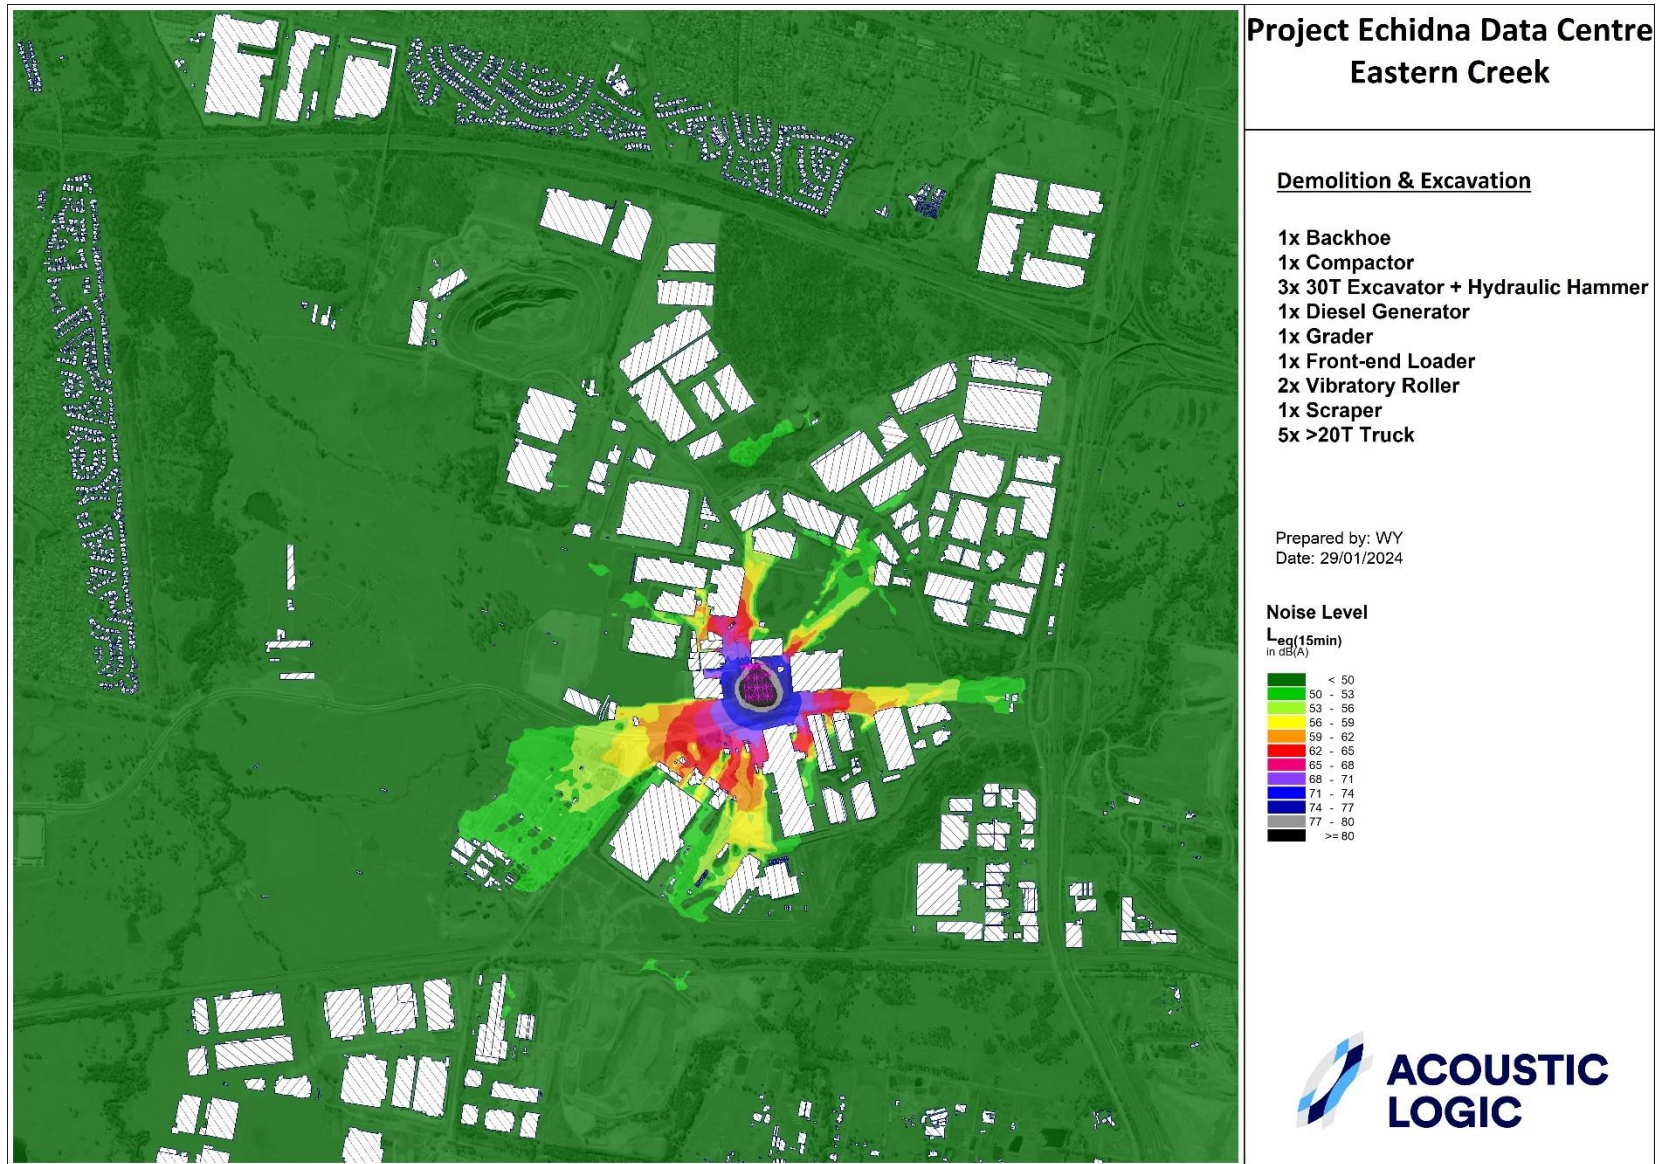 Project Echidna Data Centre
Eastern Creek
Demolition & Excavation
1x Backhoe
1x Compactor
3x 30T Excavator + Hydraulic Hammer
1x Diesel Generator
1x Grader
1x Front-end Loader
2x Vibratory Roller
1x Scraper
5x >20T Truck
Prepared by: WY
Date: 29/01/2024
Noise Level
Leq(15min)
in dB(A)
< 50
50 - 53
53 - 56
56 - 59
59 - 62
62 - 65
65 - 68
68 - 71
71 - 74
74 - 77
77 - 80
>= 80
ACOUSTIC
LOGIC